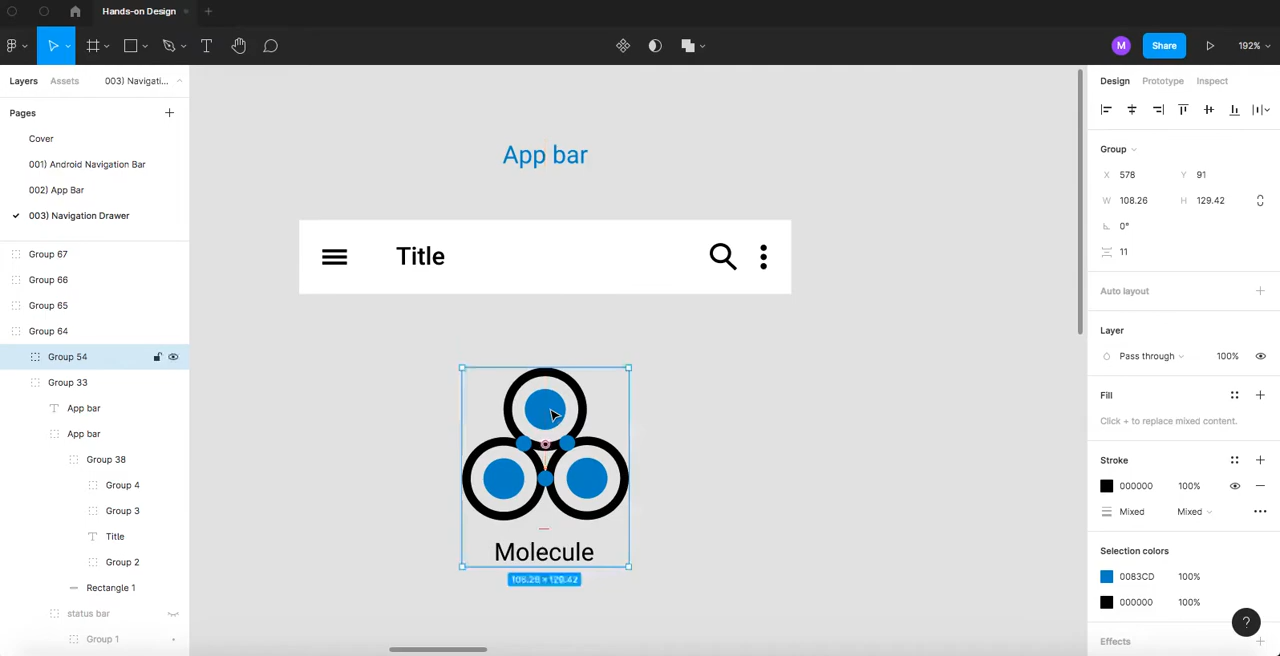 Hands-on Design
M
Share
192%
Layers
Assets
003) Navigati...
Design
Prototype
Inspect
Pages
Cover
001) Android Navigation Bar
002) App Bar
003) Navigation Drawer
Group 67
Group 66
Group 65
Group 64
Group 54
Group 33
App bar
App bar
Group 38
Group 4
Group 3
Title
Group 2
Rectangle 1
status bar
Group 1
App bar
Title
Molecule
108.26 × 129.42
Group
X 578 Y 91
W 108.26 H 129.42
0°
11
Auto layout
Layer
Pass through 100%
Fill
Click + to replace mixed content.
Stroke
000000 100%
Mixed Mixed
Selection colors
0083CD 100%
000000 100%
Effects
?